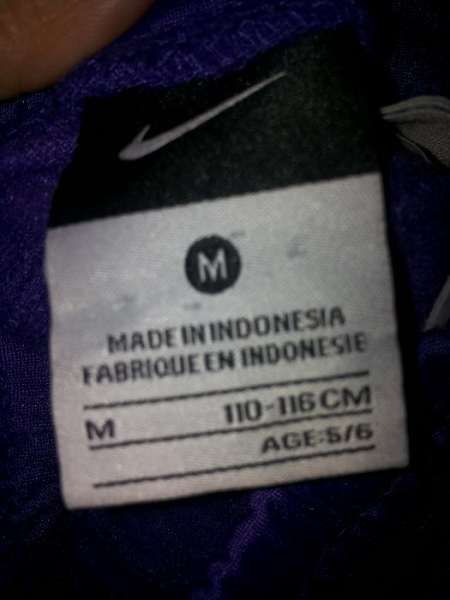 M
MADE IN INDONESIA
FABRIQUE EN INDONESIE
M 110-116 CM
AGE:5/6